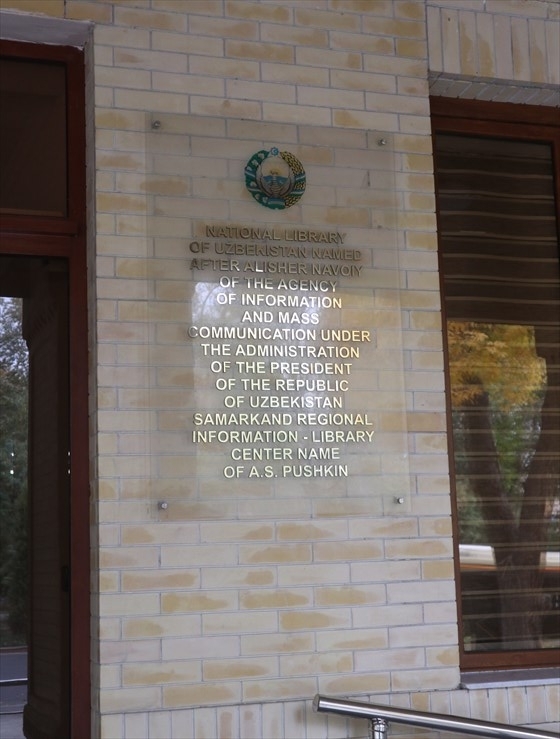 NATIONAL LIBRARY
OF UZBEKISTAN NAMED
AFTER ALISHER NAVOIY
OF THE AGENCY
OF INFORMATION
AND MASS
COMMUNICATION UNDER
THE ADMINISTRATION
OF THE PRESIDENT
OF THE REPUBLIC
OF UZBEKISTAN
SAMARKAND REGIONAL
INFORMATION - LIBRARY
CENTER NAME
OF A.S. PUSHKIN